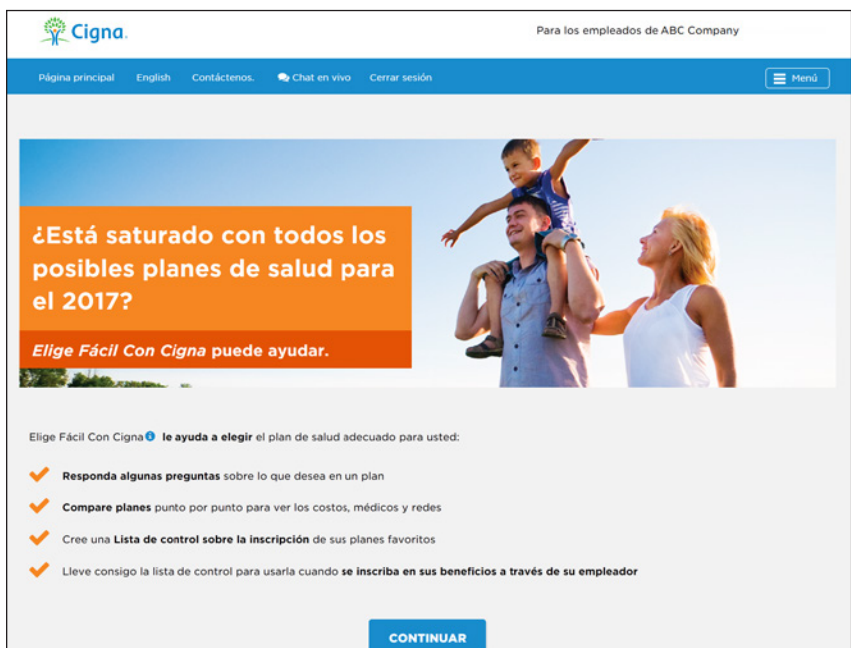 Cigna.
Para los empleados de ABC Company
Página principal English Contáctenos. Chat en vivo Cerrar sesión Menú
¿Está saturado con todos los
posibles planes de salud para
el 2017?
Elige Fácil Con Cigna puede ayudar.
Elige Fácil Con Cigna le ayuda a elegir el plan de salud adecuado para usted:
Responda algunas preguntas sobre lo que desea en un plan
Compare planes punto por punto para ver los costos, médicos y redes
Cree una Lista de control sobre la inscripción de sus planes favoritos
Lleve consigo la lista de control para usarla cuando se inscriba en sus beneficios a través de su empleador
CONTINUAR